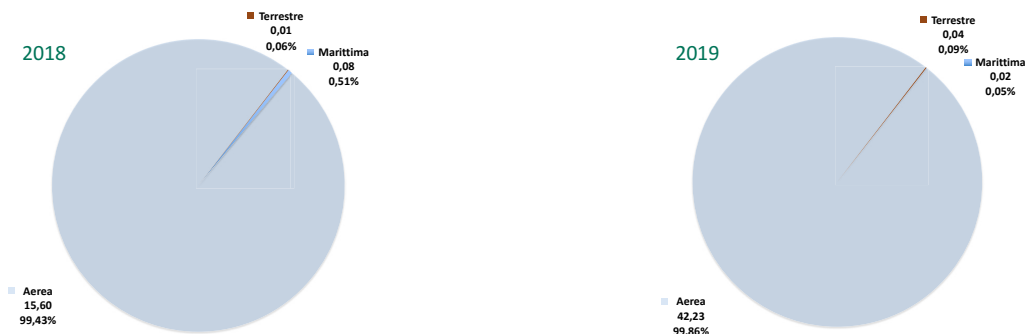 2018
Terrestre
0,01
0,06%
Marittima
0,08
0,51%
Aerea
15,60
99,43%
2019
Terrestre
0,04
0,09%
Marittima
0,02
0,05%
Aerea
42,23
99,86%